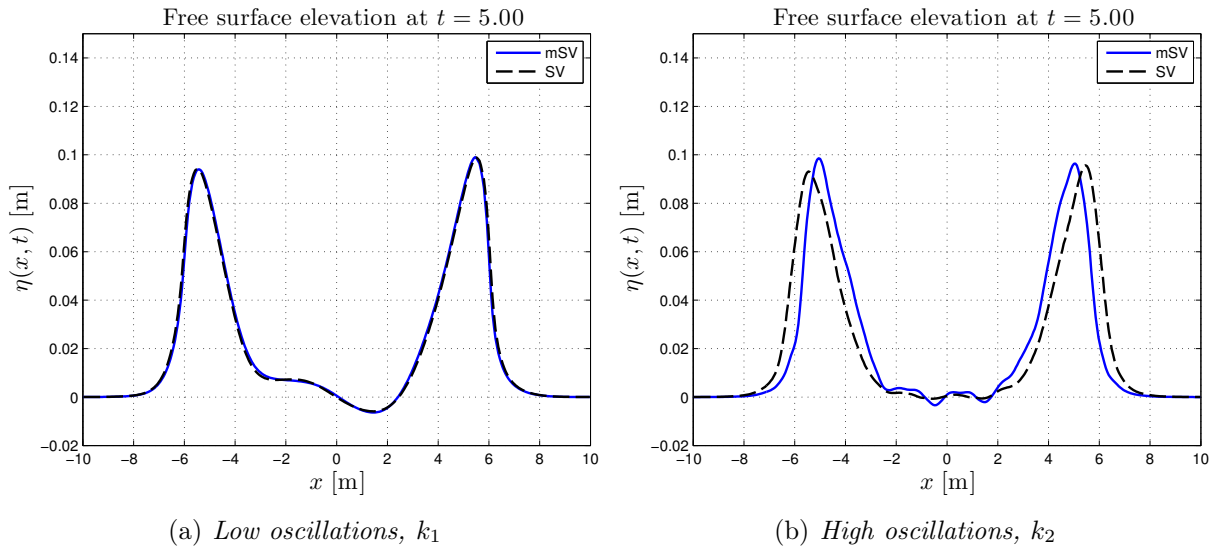 Free surface elevation at t = 5.00
mSV
SV
0.14
0.12
0.1
0.08
0.06
0.04
0.02
0
−0.02
η(x, t) [m]
−10 −8 −6 −4 −2 0 2 4 6 8 10
x [m]
(a) Low oscillations, k₁
Free surface elevation at t = 5.00
mSV
SV
0.14
0.12
0.1
0.08
0.06
0.04
0.02
0
−0.02
η(x, t) [m]
−10 −8 −6 −4 −2 0 2 4 6 8 10
x [m]
(b) High oscillations, k₂